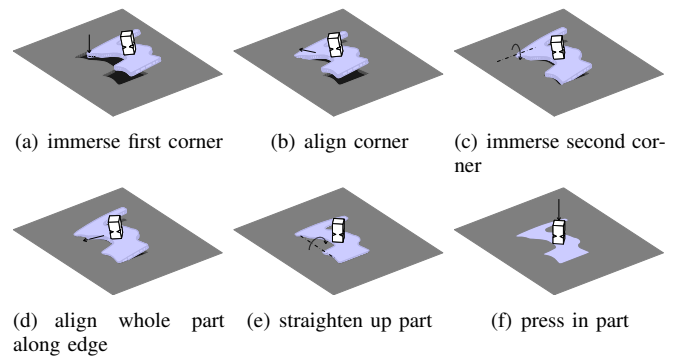 (a) immerse first corner
(b) align corner
(c) immerse second cor-
ner
(d) align whole part
along edge
(e) straighten up part
(f) press in part